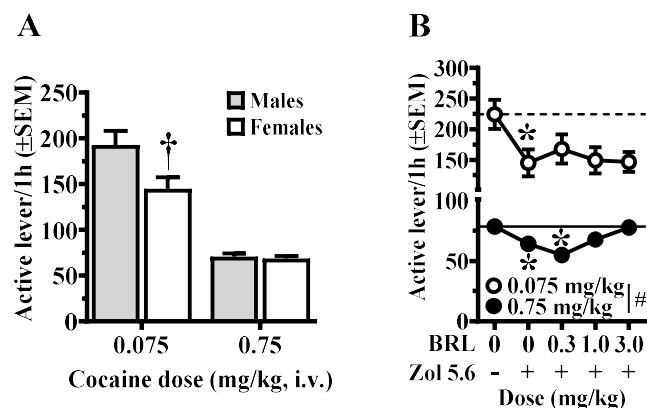 A
Active lever/1h (±SEM)
250
200
150
100
50
0
Males
Females
‡
0.075
0.75
Cocaine dose (mg/kg, i.v.)
B
Active lever/1h (±SEM)
300
250
200
150
100
50
0
*
*
*
0.075 mg/kg
0.75 mg/kg
#
BRL 0 0 0.3 1.0 3.0
Zol 5.6 - + + + +
Dose (mg/kg)